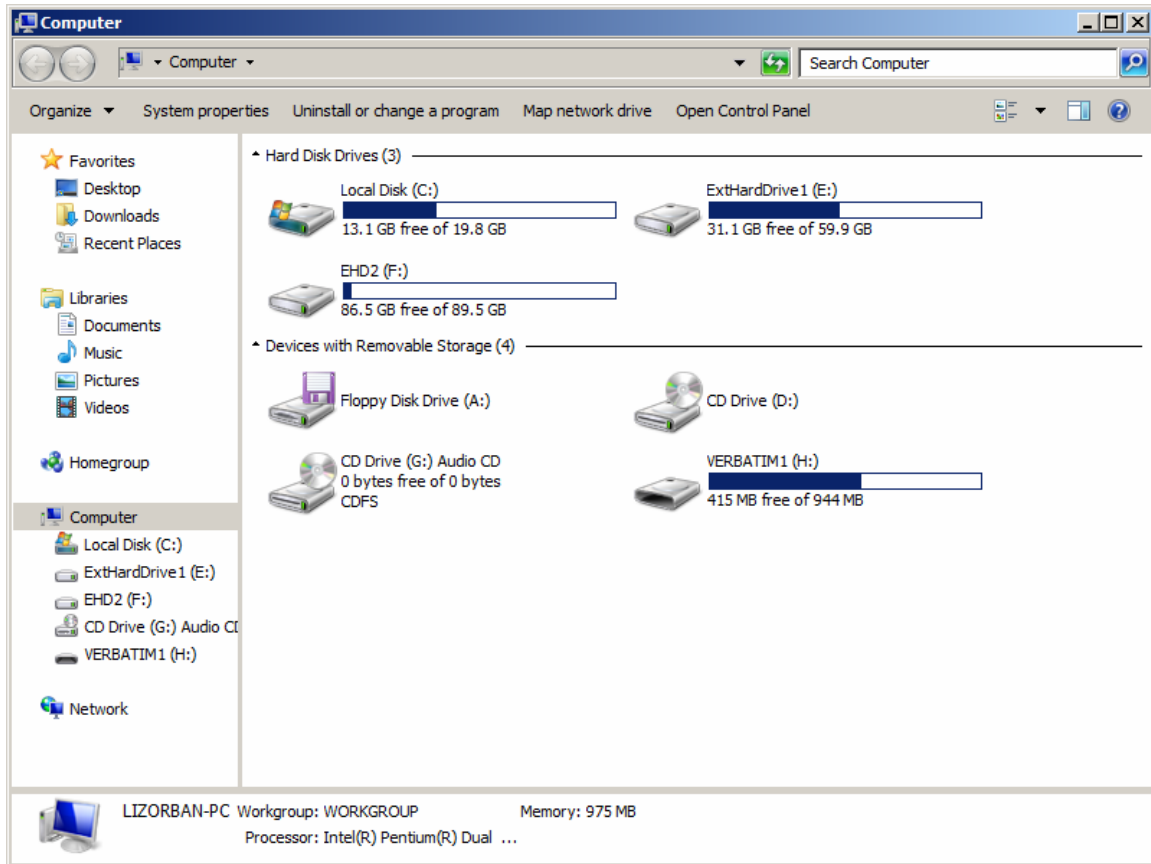 Computer
Computer
Search Computer
Organize System properties Uninstall or change a program Map network drive Open Control Panel
Favorites
Desktop
Downloads
Recent Places
Libraries
Documents
Music
Pictures
Videos
Homegroup
Computer
Local Disk (C:)
ExtHardDrive1 (E:)
EHD2 (F:)
CD Drive (G:) Audio CD
VERBATIM1 (H:)
Network
Hard Disk Drives (3)
Local Disk (C:)
13.1 GB free of 19.8 GB
ExtHardDrive1 (E:)
31.1 GB free of 59.9 GB
EHD2 (F:)
86.5 GB free of 89.5 GB
Devices with Removable Storage (4)
Floppy Disk Drive (A:)
CD Drive (D:)
CD Drive (G:) Audio CD
0 bytes free of 0 bytes
CDFS
VERBATIM1 (H:)
415 MB free of 944 MB
LIZORBAN-PC Workgroup: WORKGROUP Memory: 975 MB
Processor: Intel(R) Pentium(R) Dual ...